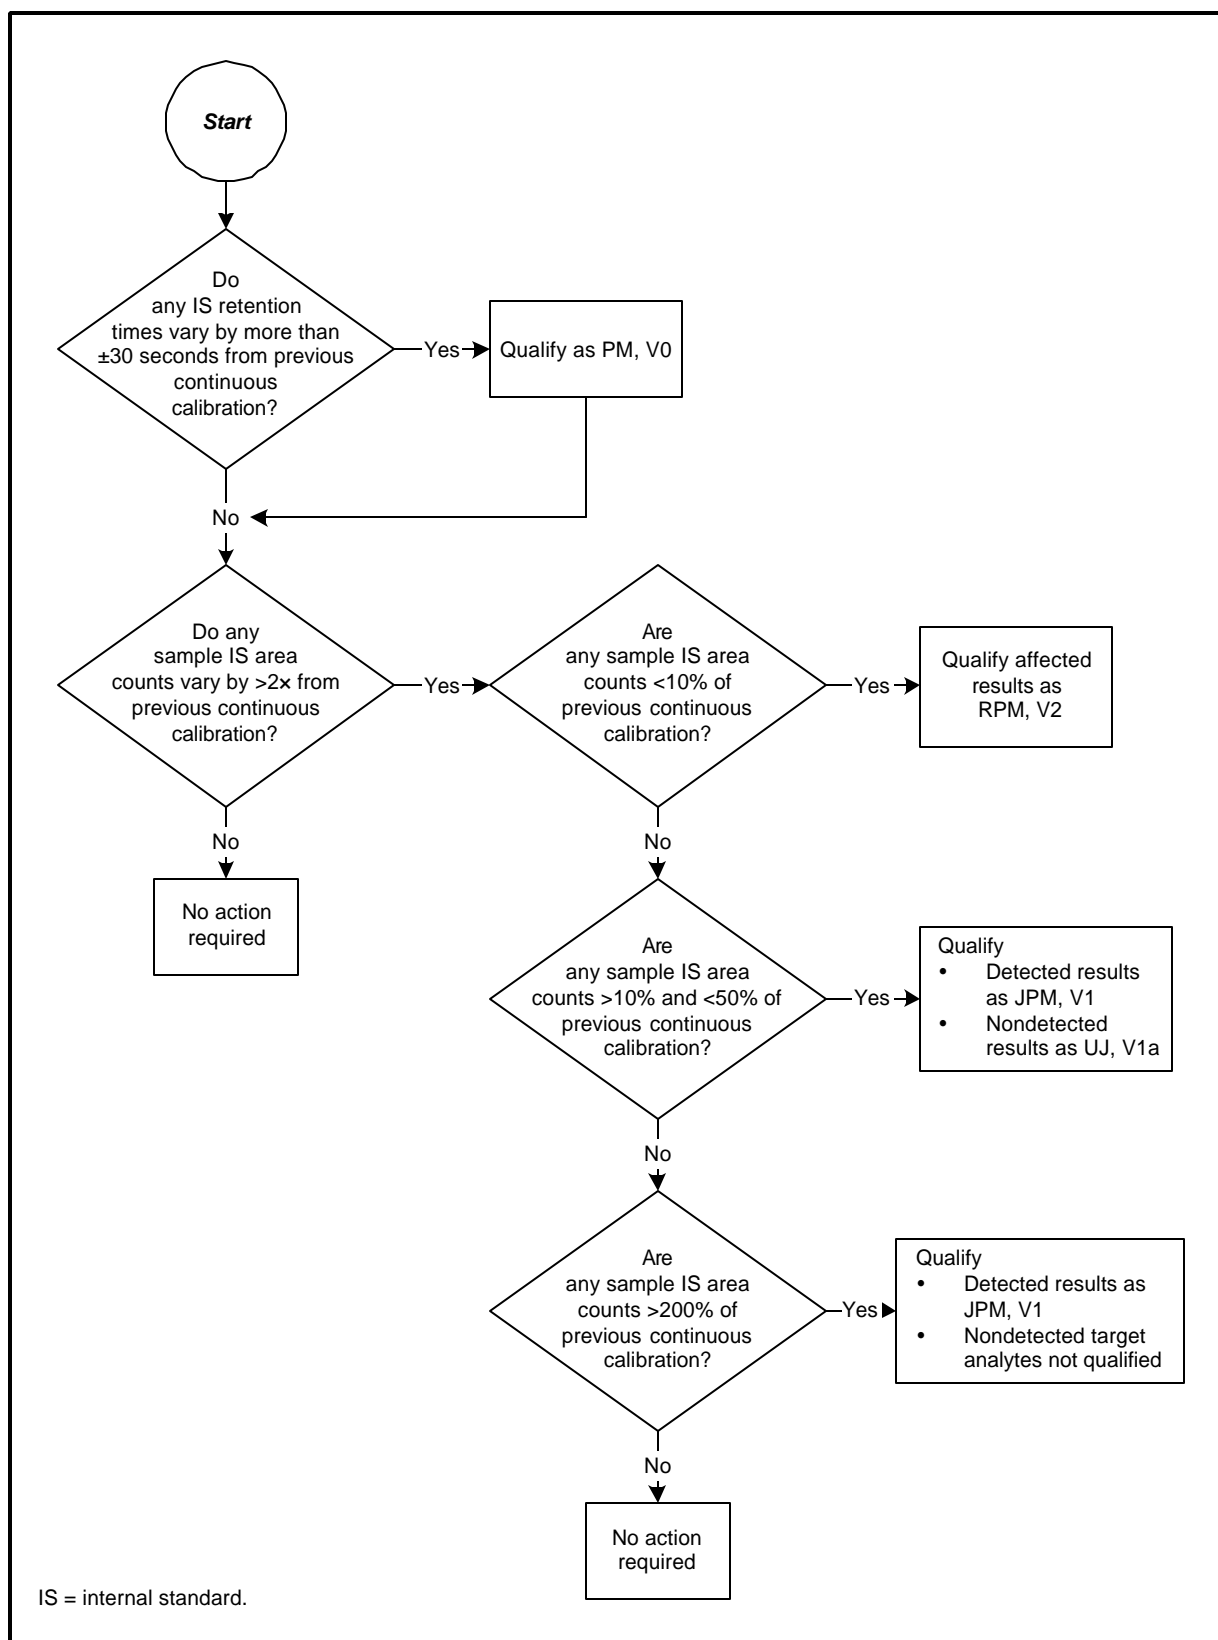 Start
Do
any IS retention
times vary by more than
±30 seconds from previous
continuous
calibration?
Yes
Qualify as PM, V0
No
Do any
sample IS area
counts vary by >2× from
previous continuous
calibration?
Yes
Are
any sample IS area
counts <10% of
previous continuous
calibration?
Yes
Qualify affected
results as
RPM, V2
No
No action
required
No
Are
any sample IS area
counts >10% and <50% of
previous continuous
calibration?
Yes
Qualify
• Detected results
as JPM, V1
• Nondetected
results as UJ, V1a
No
Are
any sample IS area
counts >200% of
previous continuous
calibration?
Yes
Qualify
• Detected results as
JPM, V1
• Nondetected target
analytes not qualified
No
No action
required
IS = internal standard.